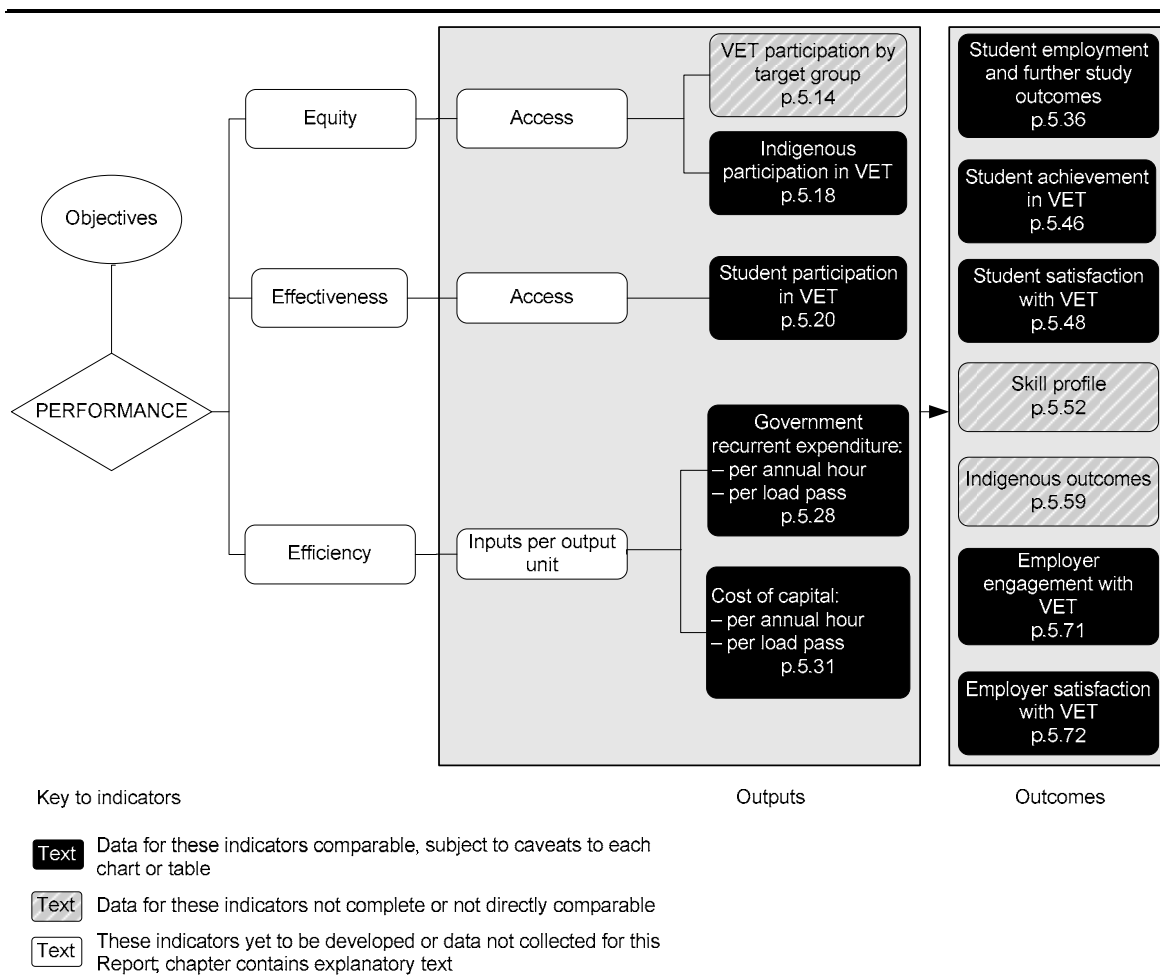 Objectives
PERFORMANCE
Equity
Access
VET participation by
target group
p.5.14
Indigenous
participation in VET
p.5.18
Effectiveness
Access
Student participation
in VET
p.5.20
Efficiency
Inputs per output
unit
Government
recurrent expenditure:
– per annual hour
– per load pass
p.5.28
Cost of capital:
– per annual hour
– per load pass
p.5.31
Student employment
and further study
outcomes
p.5.36
Student achievement
in VET
p.5.46
Student satisfaction
with VET
p.5.48
Skill profile
p.5.52
Indigenous outcomes
p.5.59
Employer
engagement with
VET
p.5.71
Employer satisfaction
with VET
p.5.72
Outputs
Outcomes
Key to indicators
Text Data for these indicators comparable, subject to caveats to each
chart or table
Text Data for these indicators not complete or not directly comparable
Text These indicators yet to be developed or data not collected for this
Report, chapter contains explanatory text